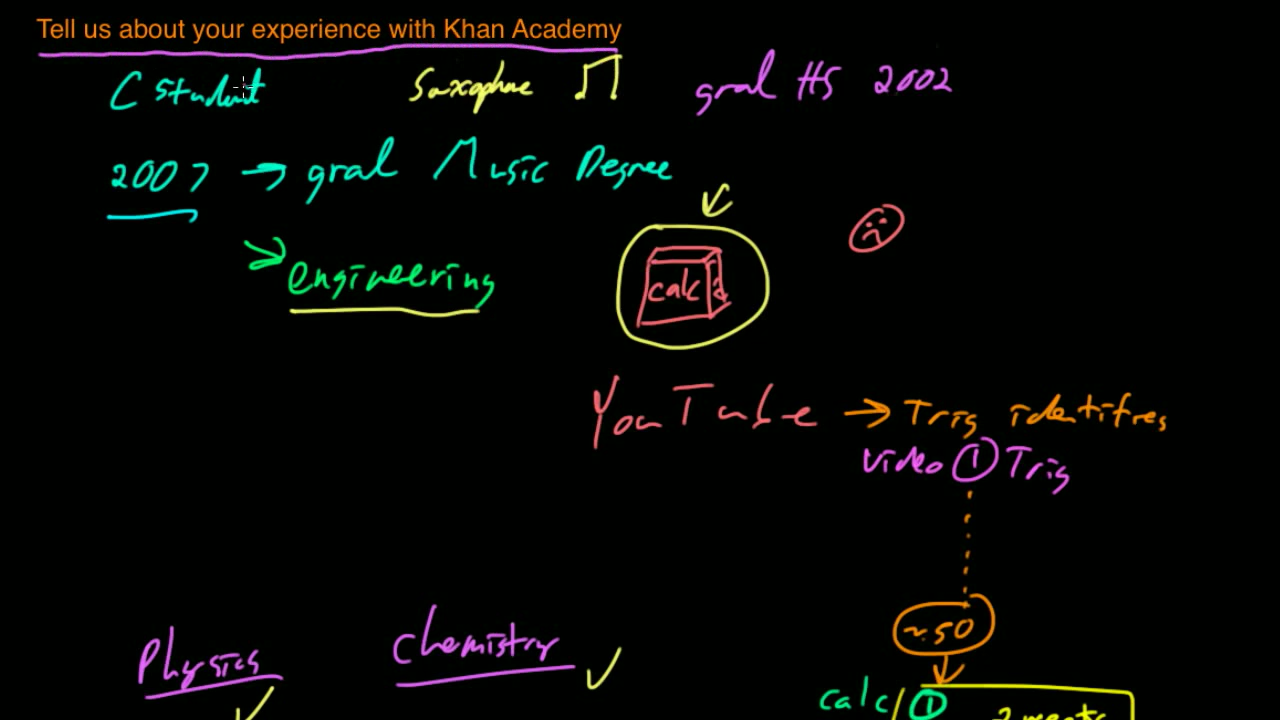 Tell us about your experience with Khan Academy
C student Saxophone grad HS 2002
2007 → grad Music Degree
engineering
calc
YouTube → Trig identities
video 1 Trig
~50
Physics Chemistry
calc 1